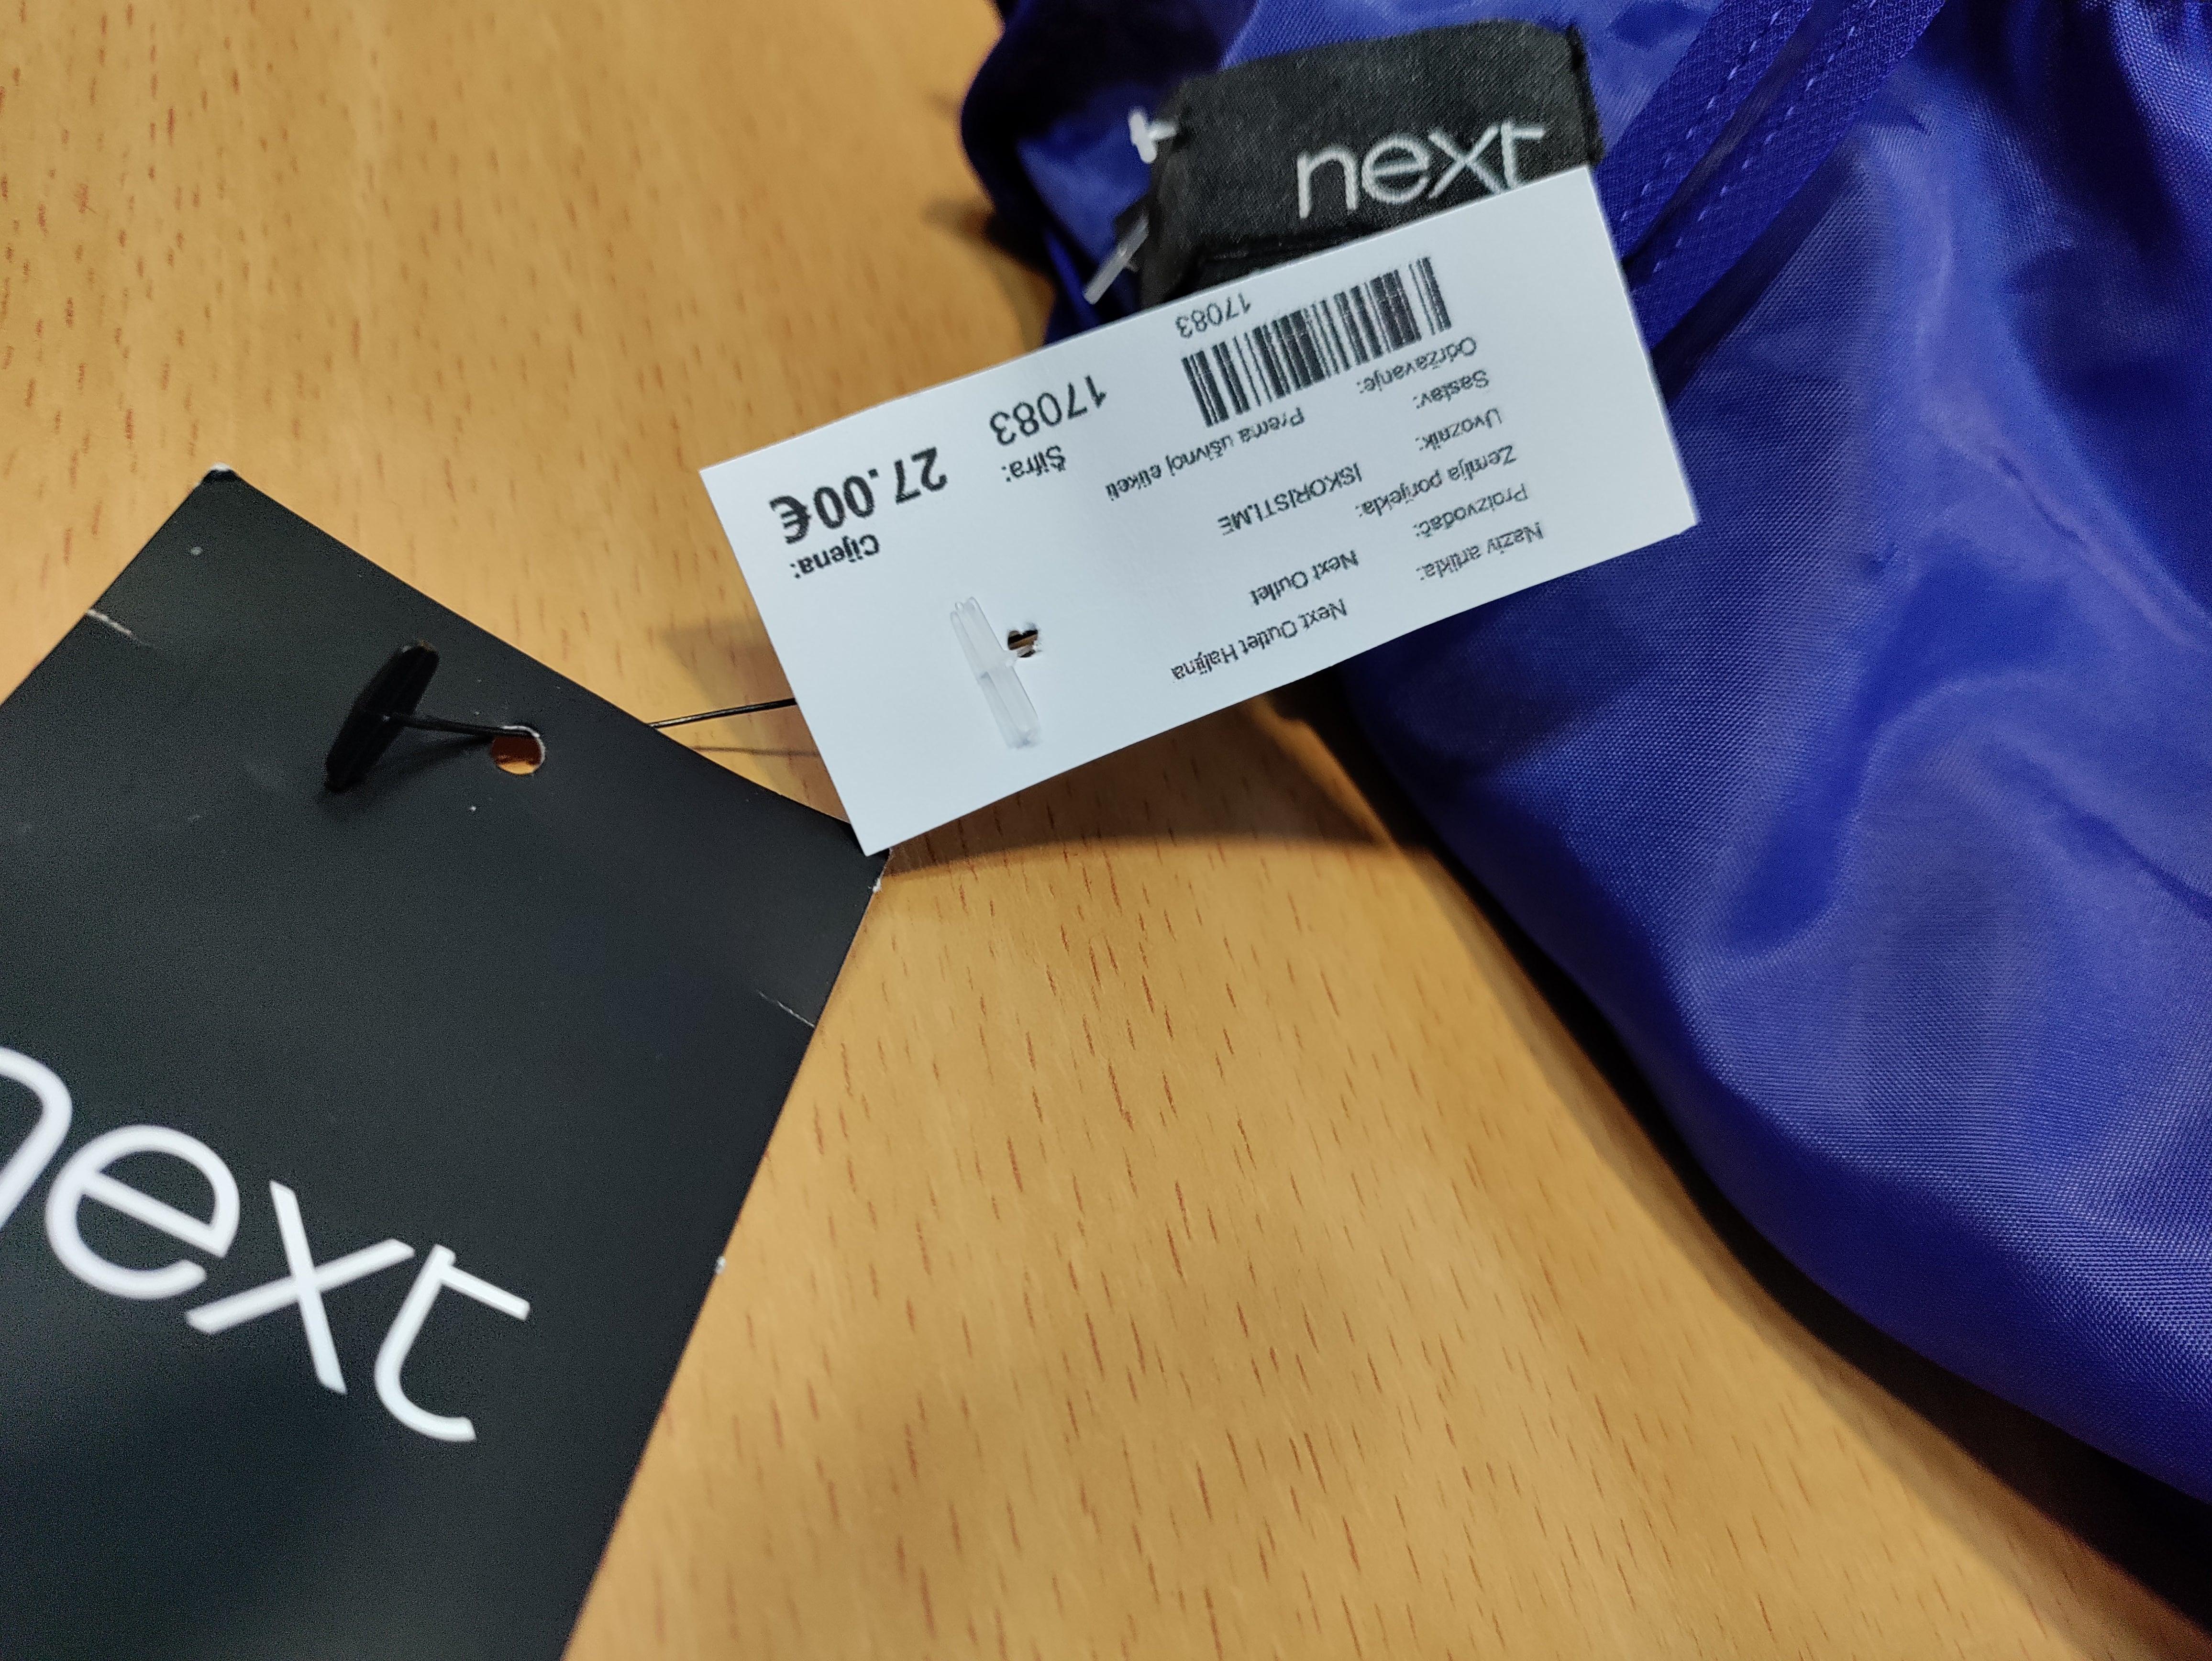 next
Naziv artikla: Next Outlet Haljina
Proizvođač: Next Outlet
Zemlja porijekla:
Uvoznik: ISKORISTI.ME
Sastav:
Održavanje: Prema ušivnoj etiketi
17083
Šifra:
17083
Cijena:
27.00€
next